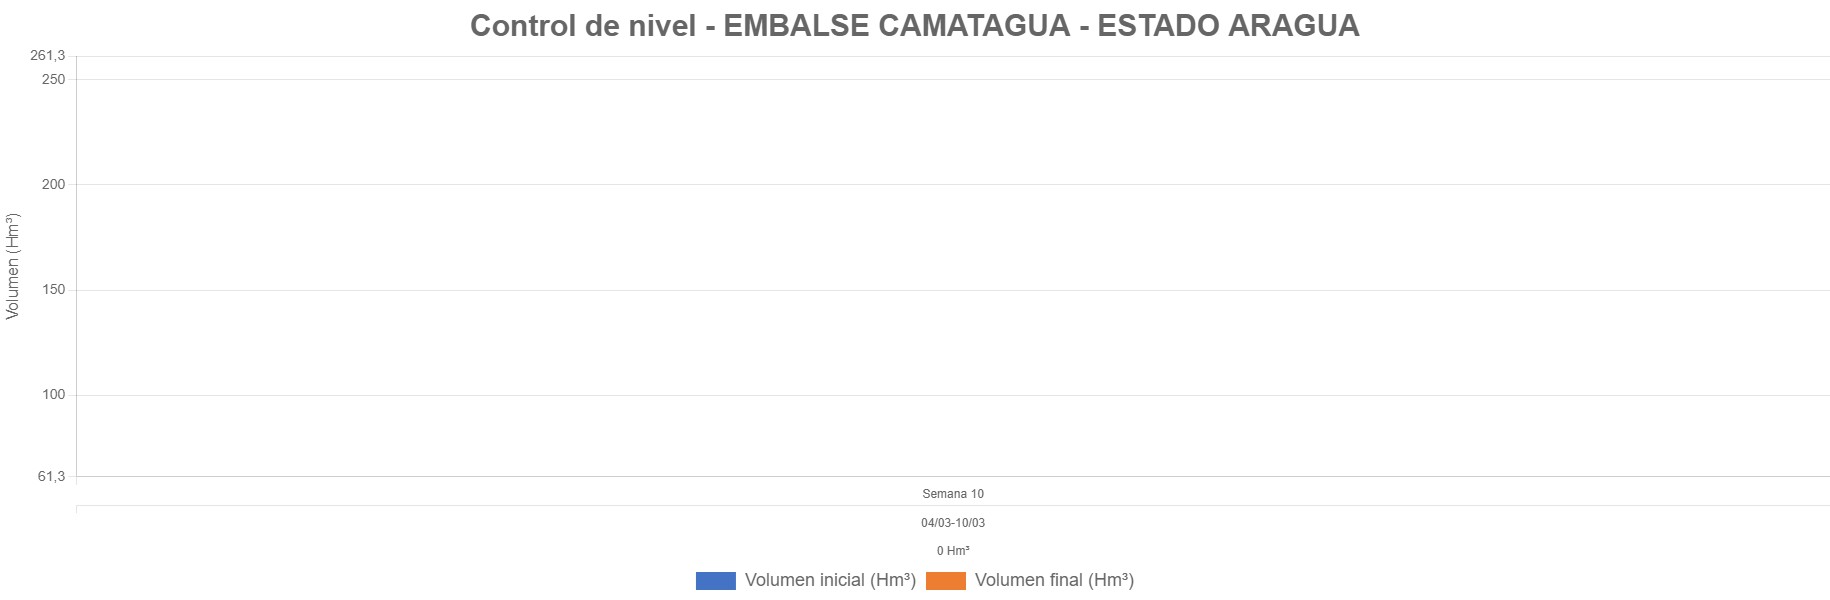 Control de nivel - EMBALSE CAMATAGUA - ESTADO ARAGUA
261,3
250
200
150
100
61,3
Volumen (Hm³)
Semana 10
04/03-10/03
0 Hm³
Volumen inicial (Hm³) Volumen final (Hm³)